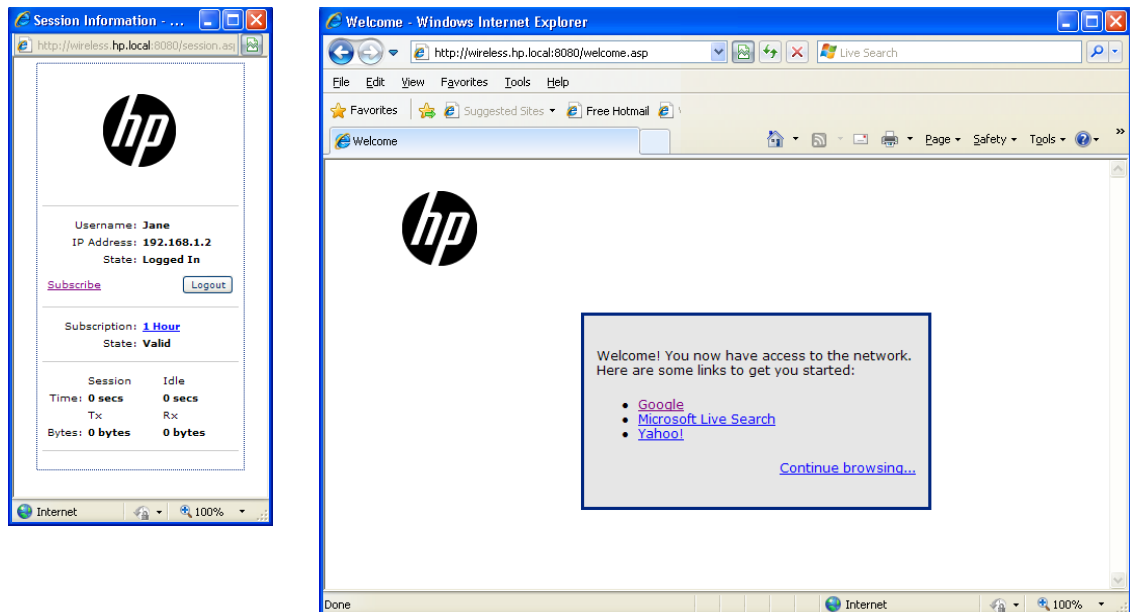 Session Information - ...
http://wireless.hp.local:8080/session.as
hp
Username: Jane
IP Address: 192.168.1.2
State: Logged In
Subscribe Logout
Subscription: 1 Hour
State: Valid
Session Idle
Time: 0 secs 0 secs
Tx Rx
Bytes: 0 bytes 0 bytes
Internet 100%
Welcome - Windows Internet Explorer
http://wireless.hp.local:8080/welcome.asp Live Search
File Edit View Favorites Tools Help
Favorites Suggested Sites Free Hotmail
Welcome Page Safety Tools
hp
Welcome! You now have access to the network.
Here are some links to get you started:
• Google
• Microsoft Live Search
• Yahoo!
Continue browsing...
Done Internet 100%